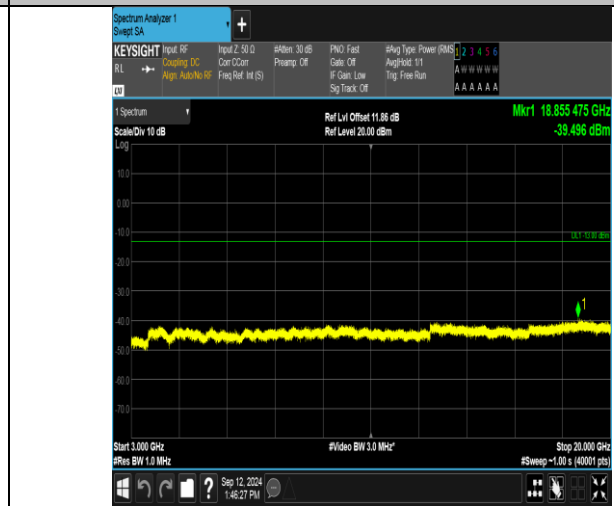 Spectrum Analyzer 1
Swept SA
+
KEYSIGHT Input: RF Input Z: 50 Ω #Atten: 30 dB PNO: Fast #Avg Type: Power (RMS 1 2 3 4 5 6
RL Coupling: DC Corr CCorr Preamp: Off Gate: Off Avg|Hold: 1/1 A W W W W W
Align: Auto/No RF Freq Ref: Int (S) IF Gain: Low Trig: Free Run
Sig Track: Off A A A A A A
1 Spectrum Ref Lvl Offset 11.86 dB Mkr1 18.855 475 GHz
Scale/Div 10 dB Ref Level 20.00 dBm -39.496 dBm
Log
10.0
0.00
-10.0
DL1 -13.00 dBm
-20.0
-30.0
1
-40.0
-50.0
-60.0
-70.0
Start 3.000 GHz #Video BW 3.0 MHz* Stop 20.000 GHz
#Res BW 1.0 MHz #Sweep ~1.00 s (40001 pts)
? Sep 12, 2024
1:46:27 PM